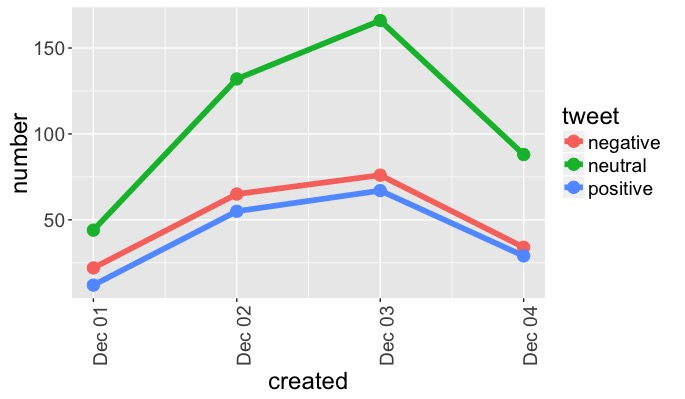 number
150
100
50
Dec 01
Dec 02
Dec 03
Dec 04
created
tweet
negative
neutral
positive